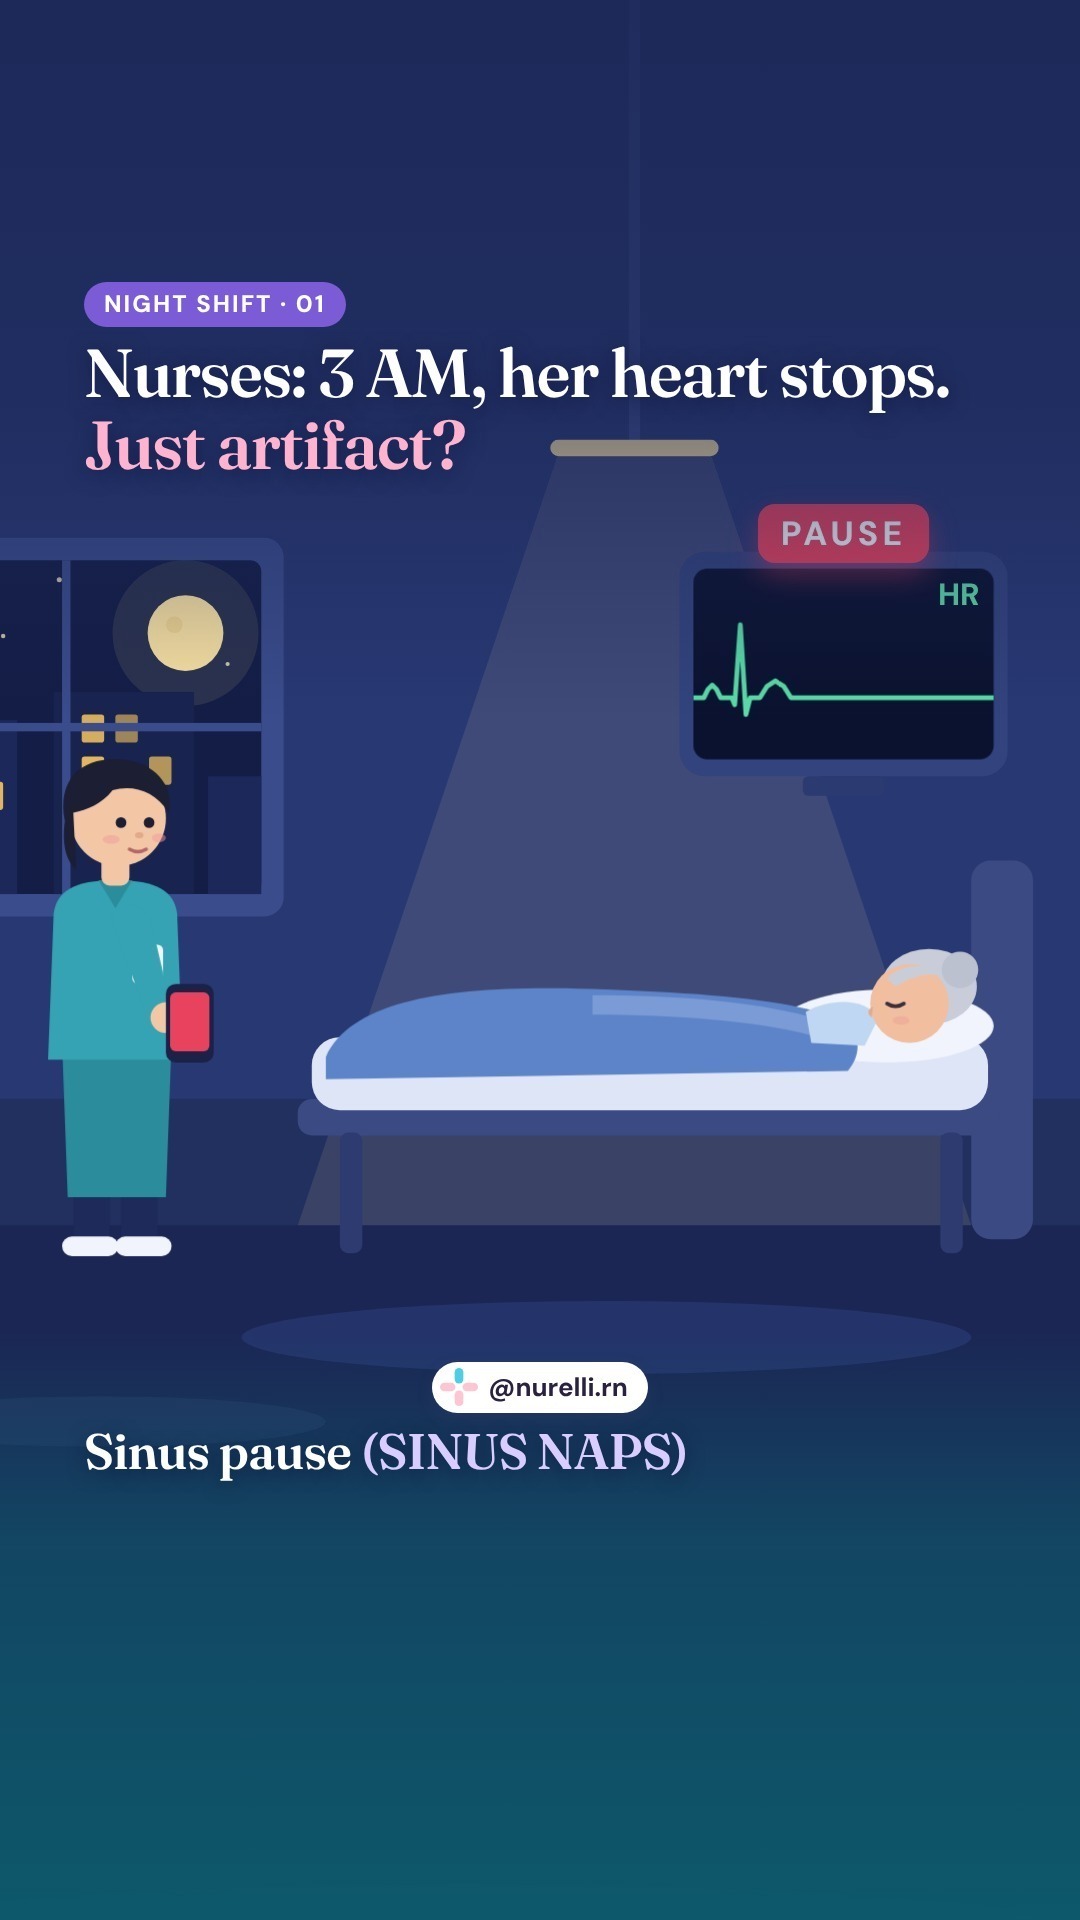 NIGHT SHIFT · 01
Nurses: 3 AM, her heart stops.
Just artifact?
PAUSE
HR
@nurelli.rn
Sinus pause (SINUS NAPS)